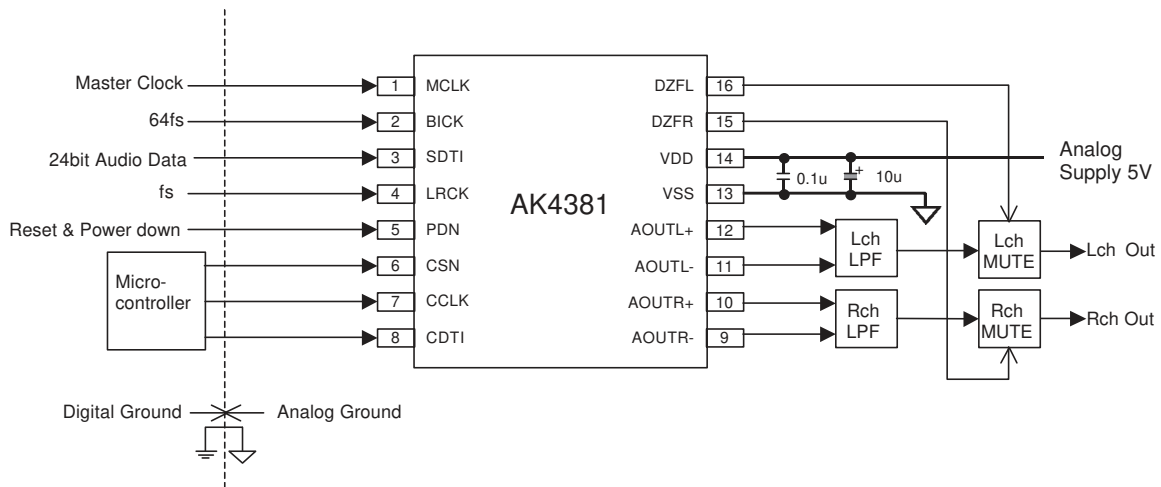 Master Clock 1 MCLK DZFL 16
64fs 2 BICK DZFR 15
24bit Audio Data 3 SDTI VDD 14 Analog
Supply 5V
0.1u + 10u
fs 4 LRCK VSS 13
AK4381
Reset & Power down 5 PDN AOUTL+ 12
Micro-
controller
6 CSN AOUTL- 11
7 CCLK AOUTR+ 10
8 CDTI AOUTR- 9
Lch
LPF
Lch
MUTE
Lch Out
Rch
LPF
Rch
MUTE
Rch Out
Digital Ground Analog Ground